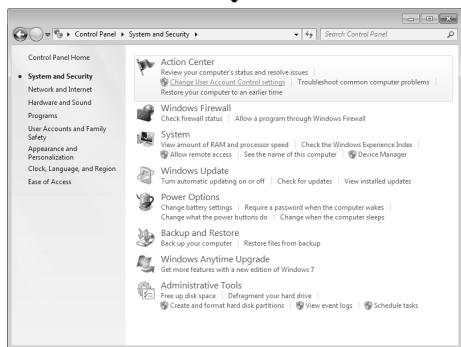 Control Panel ▸ System and Security ▸
Search Control Panel
Control Panel Home
System and Security
Network and Internet
Hardware and Sound
Programs
User Accounts and Family
Safety
Appearance and
Personalization
Clock, Language, and Region
Ease of Access
Action Center
Review your computer's status and resolve issues
Change User Account Control settings | Troubleshoot common computer problems
Restore your computer to an earlier time
Windows Firewall
Check firewall status | Allow a program through Windows Firewall
System
View amount of RAM and processor speed | Check the Windows Experience Index
Allow remote access | See the name of this computer | Device Manager
Windows Update
Turn automatic updating on or off | Check for updates | View installed updates
Power Options
Change battery settings | Require a password when the computer wakes
Change what the power buttons do | Change when the computer sleeps
Backup and Restore
Back up your computer | Restore files from backup
Windows Anytime Upgrade
Get more features with a new edition of Windows 7
Administrative Tools
Free up disk space | Defragment your hard drive
Create and format hard disk partitions | View event logs | Schedule tasks